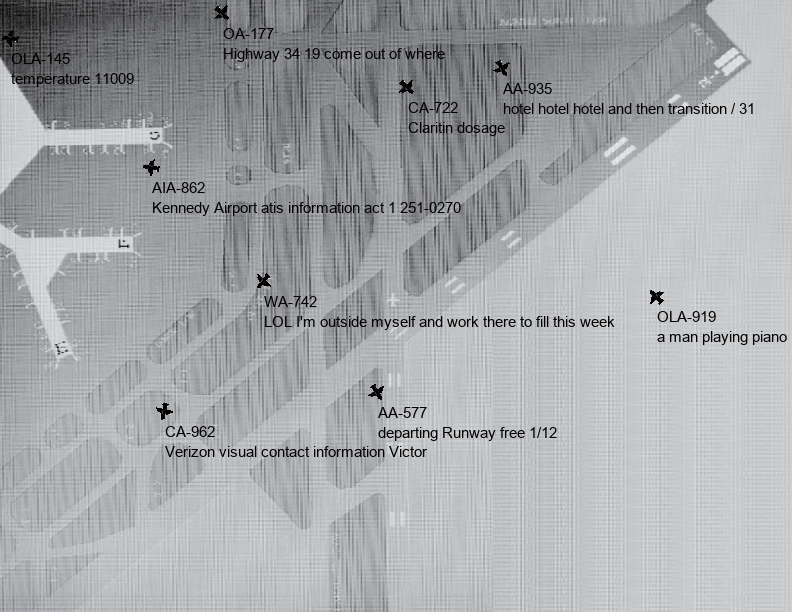 OA-177
Highway 34 19 come out of where
OLA-145
temperature 11009
AA-935
hotel hotel hotel and then transition / 31
CA-722
Claritin dosage
AIA-862
Kennedy Airport atis information act 1 251-0270
WA-742
LOL I'm outside myself and work there to fill this week
OLA-919
a man playing piano
AA-577
departing Runway free 1/12
CA-962
Verizon visual contact information Victor